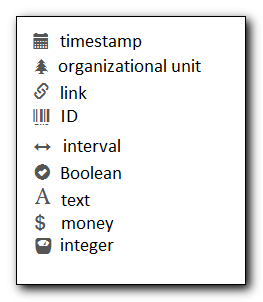 timestamp
organizational unit
link
ID
interval
Boolean
A text
$ money
integer